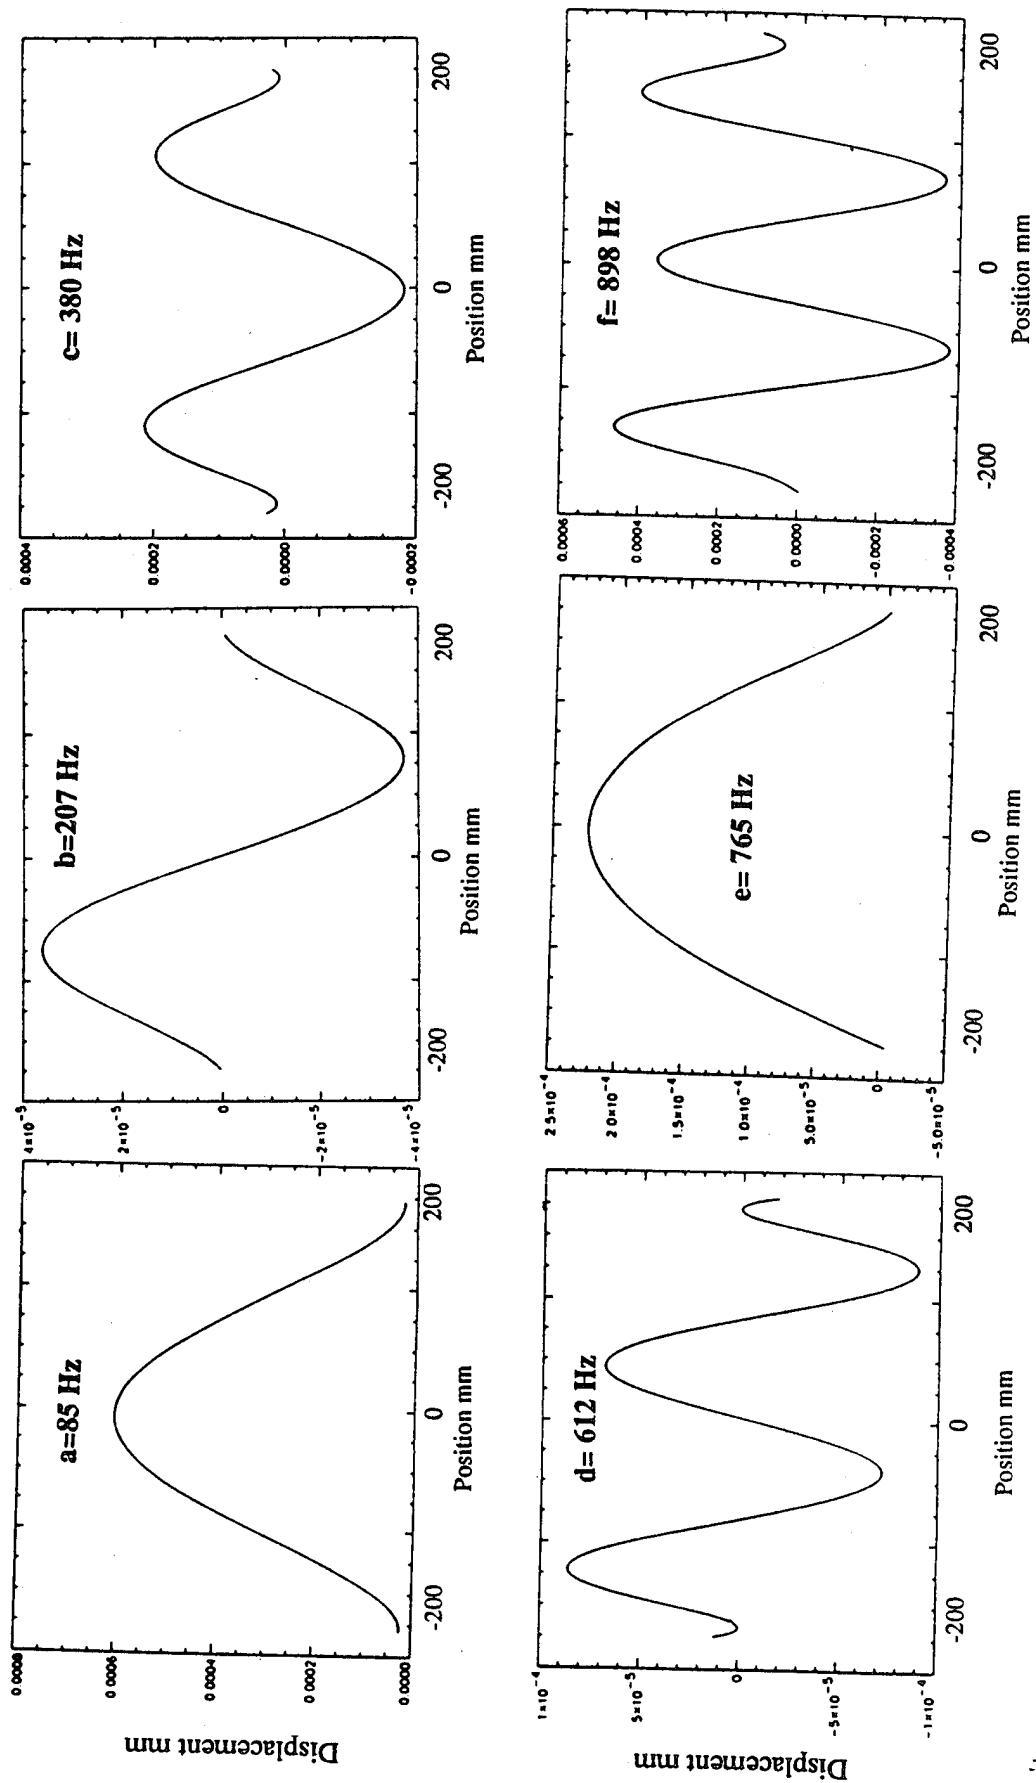 Displacement mm
0.0008
0.0006
0.0004
0.0002
0.0000
a=85 Hz
-200 0 200
Position mm
4×10⁻⁵
2×10⁻⁵
0
-2×10⁻⁵
-4×10⁻⁵
b=207 Hz
-200 0 200
Position mm
0.0004
0.0002
0.0000
-0.0002
c= 380 Hz
-200 0 200
Position mm
Displacement mm
1×10⁻⁴
5×10⁻⁵
0
-5×10⁻⁵
-1×10⁻⁴
d= 612 Hz
-200 0 200
Position mm
2.5×10⁻⁴
2.0×10⁻⁴
1.5×10⁻⁴
1.0×10⁻⁴
5.0×10⁻⁵
0
-5.0×10⁻⁵
e= 765 Hz
-200 0 200
Position mm
0.0006
0.0004
0.0002
0.0000
-0.0002
-0.0004
f= 898 Hz
-200 0 200
Position mm